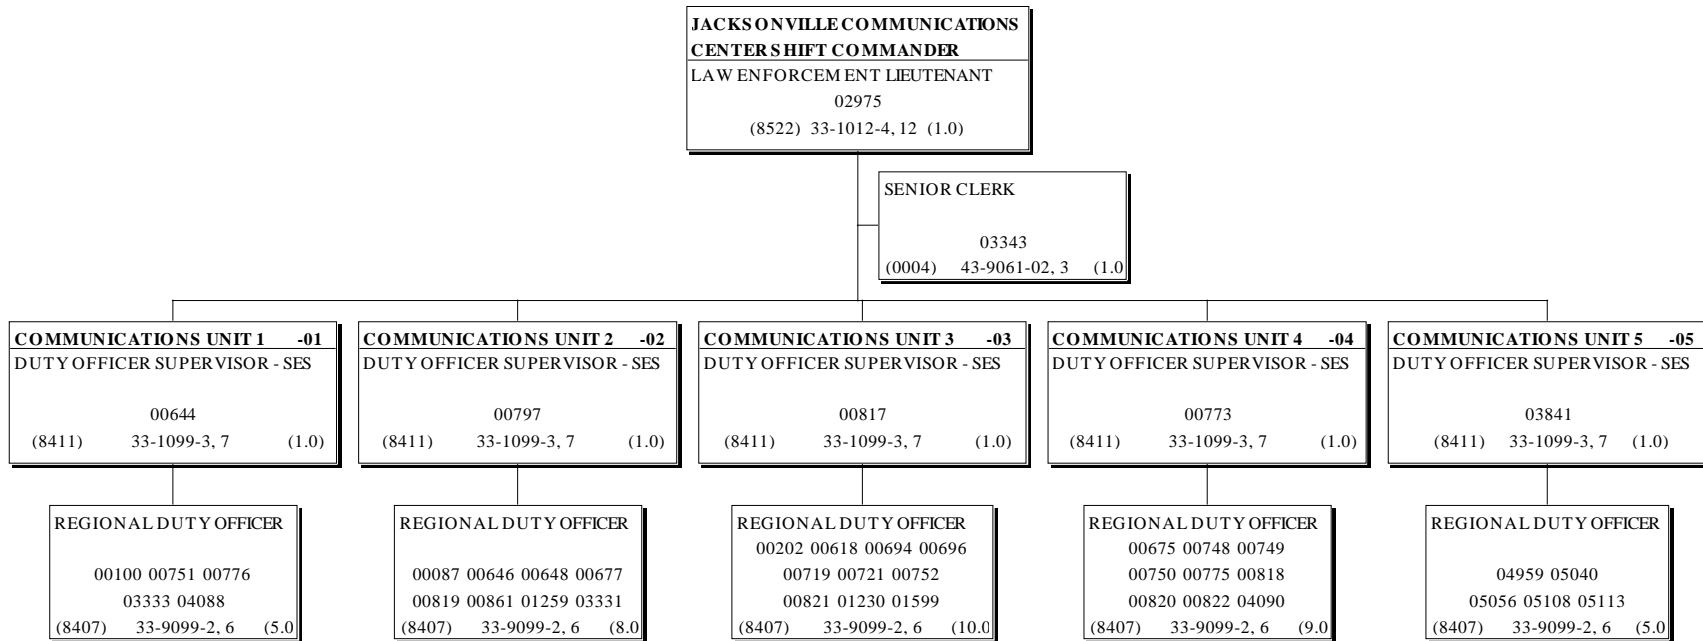 JACKSONVILLE COMMUNICATIONS
CENTER SHIFT COMMANDER
LAW ENFORCEMENT LIEUTENANT
02975
(8522) 33-1012-4, 12 (1.0)
SENIOR CLERK
03343
(0004) 43-9061-02, 3 (1.0
COMMUNICATIONS UNIT 1 -01
DUTY OFFICER SUPERVISOR - SES
00644
(8411) 33-1099-3, 7 (1.0)
COMMUNICATIONS UNIT 2 -02
DUTY OFFICER SUPERVISOR - SES
00797
(8411) 33-1099-3, 7 (1.0)
COMMUNICATIONS UNIT 3 -03
DUTY OFFICER SUPERVISOR - SES
00817
(8411) 33-1099-3, 7 (1.0)
COMMUNICATIONS UNIT 4 -04
DUTY OFFICER SUPERVISOR - SES
00773
(8411) 33-1099-3, 7 (1.0)
COMMUNICATIONS UNIT 5 -05
DUTY OFFICER SUPERVISOR - SES
03841
(8411) 33-1099-3, 7 (1.0)
REGIONAL DUTY OFFICER
00100 00751 00776
03333 04088
(8407) 33-9099-2, 6 (5.0
REGIONAL DUTY OFFICER
00087 00646 00648 00677
00819 00861 01259 03331
(8407) 33-9099-2, 6 (8.0
REGIONAL DUTY OFFICER
00202 00618 00694 00696
00719 00721 00752
00821 01230 01599
(8407) 33-9099-2, 6 (10.0
REGIONAL DUTY OFFICER
00675 00748 00749
00750 00775 00818
00820 00822 04090
(8407) 33-9099-2, 6 (9.0
REGIONAL DUTY OFFICER
04959 05040
05056 05108 05113
(8407) 33-9099-2, 6 (5.0